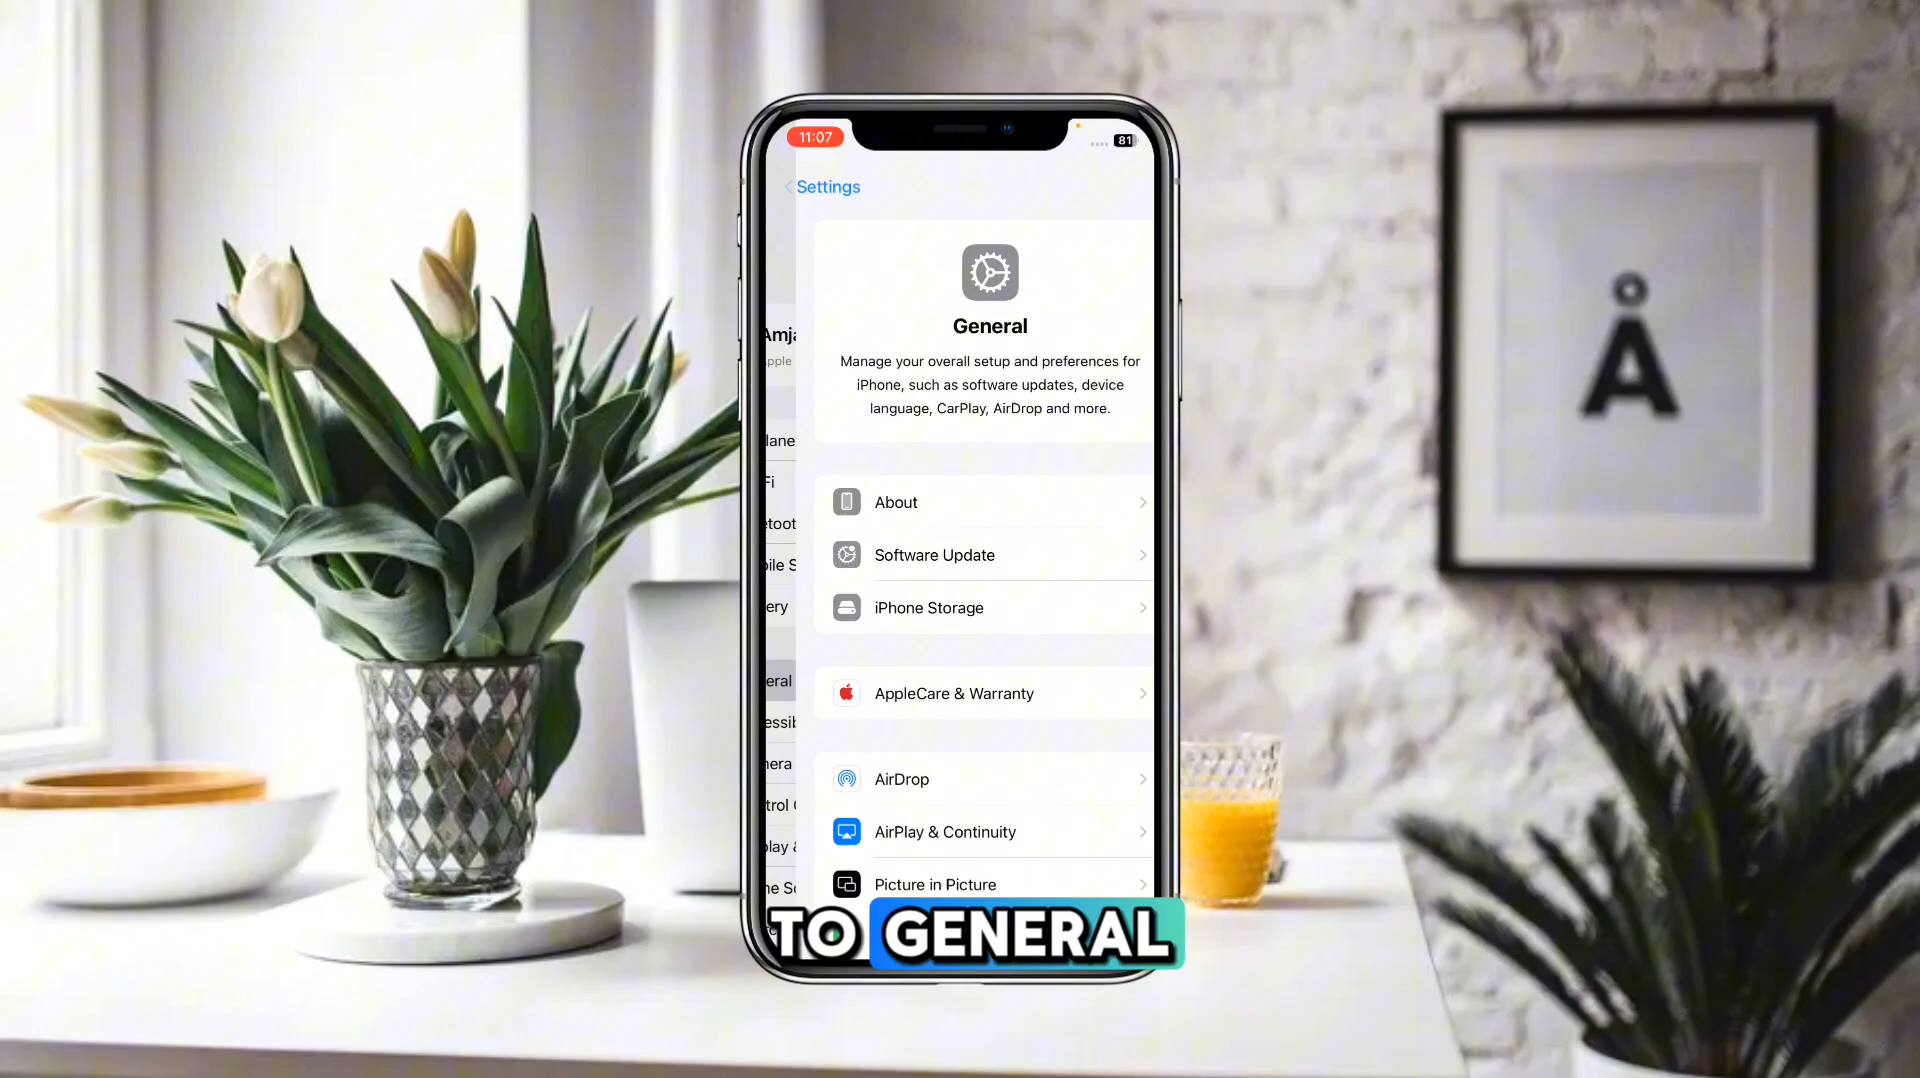 11:07
81
Settings
General
Manage your overall setup and preferences for
iPhone, such as software updates, device
language, CarPlay, AirDrop and more.
About
Software Update
iPhone Storage
AppleCare & Warranty
AirDrop
AirPlay & Continuity
Picture in Picture
TO GENERAL
Å